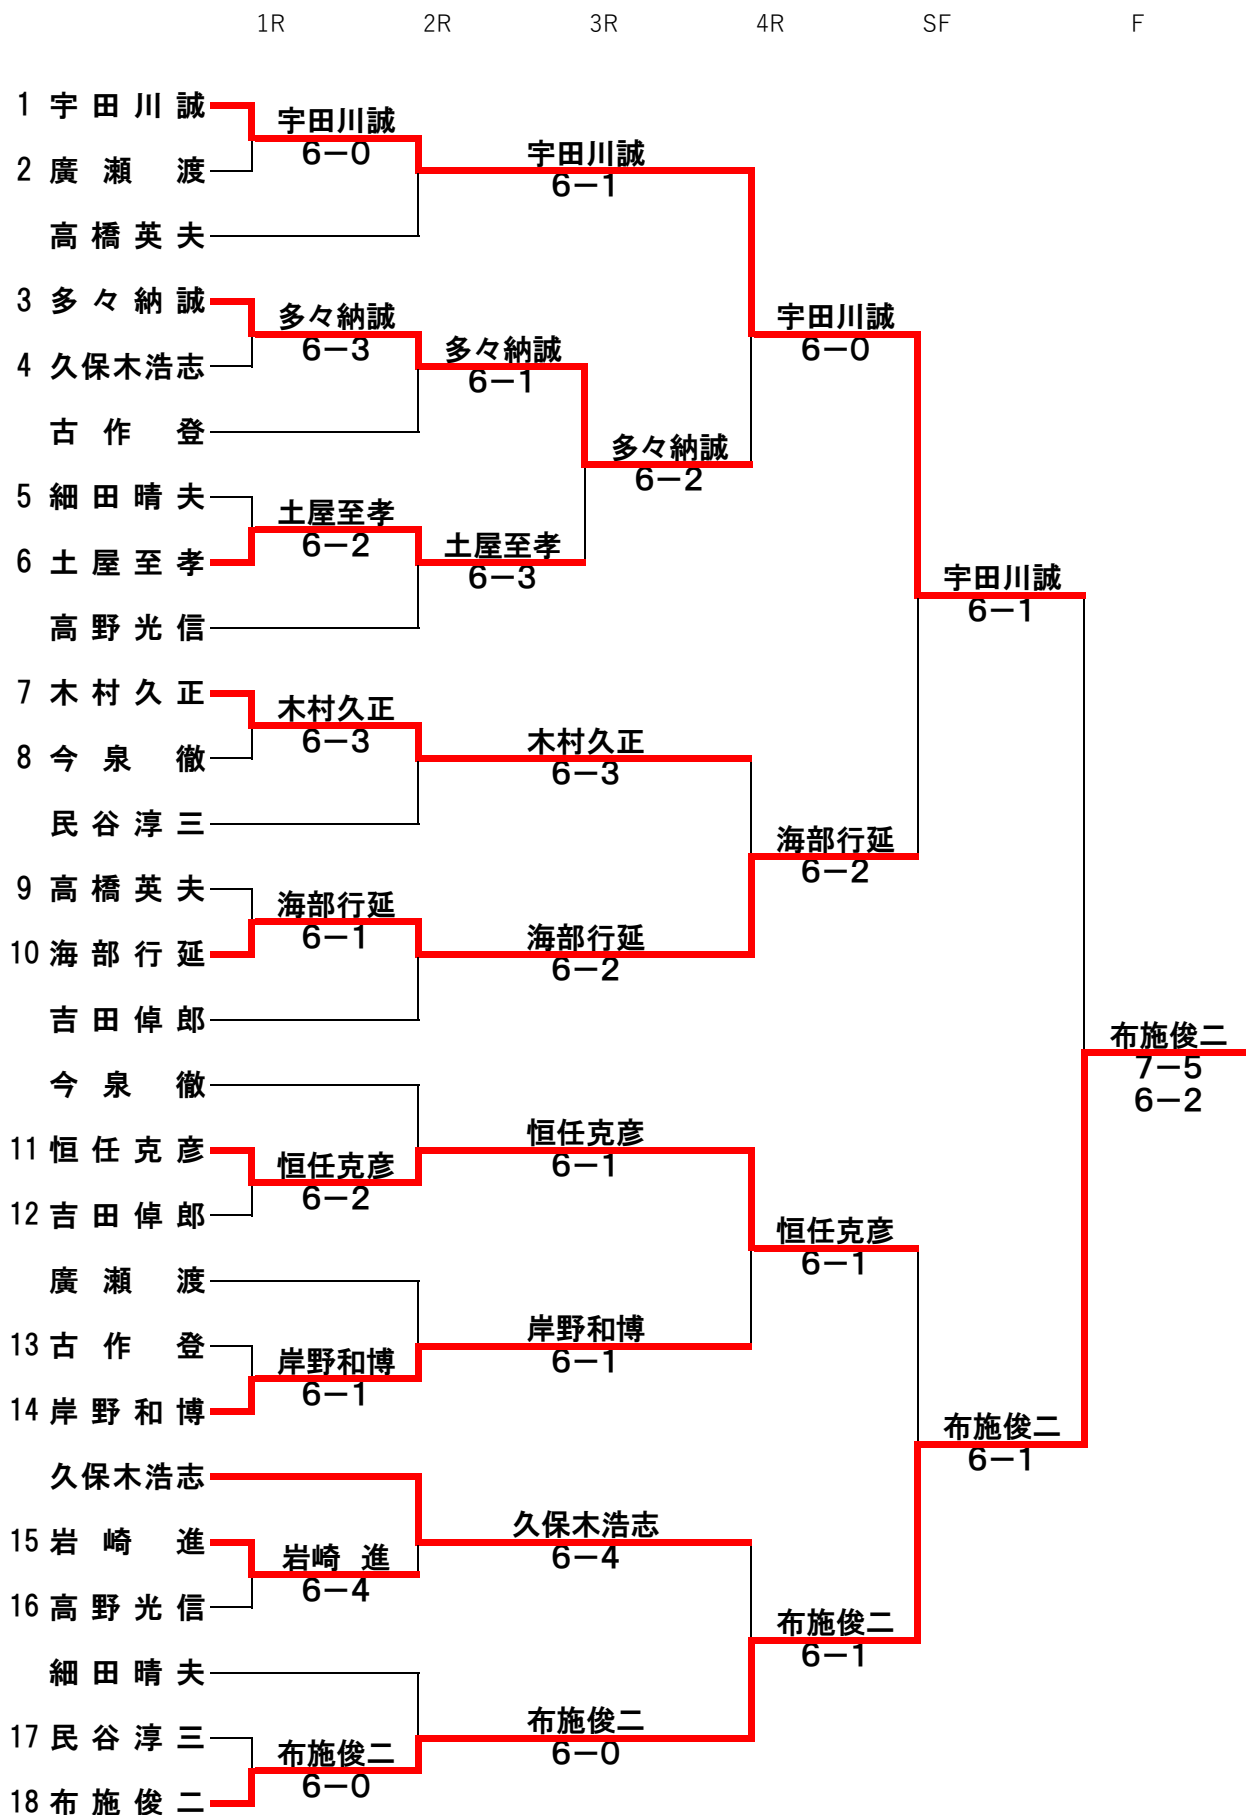 1R 2R 3R 4R SF F
1 宇田川誠
宇田川誠
6－0
宇田川誠
6－1
2 廣瀬 渡
高橋英夫
3 多々納誠
多々納誠
6－3
宇田川誠
6－0
4 久保木浩志
多々納誠
6－1
古作 登
多々納誠
6－2
5 細田晴夫
土屋至孝
6－2
6 土屋至孝
土屋至孝
6－3
宇田川誠
6－1
高野光信
7 木村久正
木村久正
6－3
木村久正
6－3
8 今泉 徹
民谷淳三
海部行延
6－2
9 高橋英夫
海部行延
6－1
10 海部行延
海部行延
6－2
吉田倬郎
布施俊二
7－5
6－2
今泉 徹
恒任克彦
6－1
11 恒任克彦
恒任克彦
6－2
12 吉田倬郎
恒任克彦
6－1
廣瀬 渡
岸野和博
6－1
13 古作 登
岸野和博
6－1
14 岸野和博
布施俊二
6－1
久保木浩志
久保木浩志
6－4
15 岩崎 進
岩崎 進
6－4
16 高野光信
布施俊二
6－1
細田晴夫
布施俊二
6－0
17 民谷淳三
布施俊二
6－0
18 布施俊二